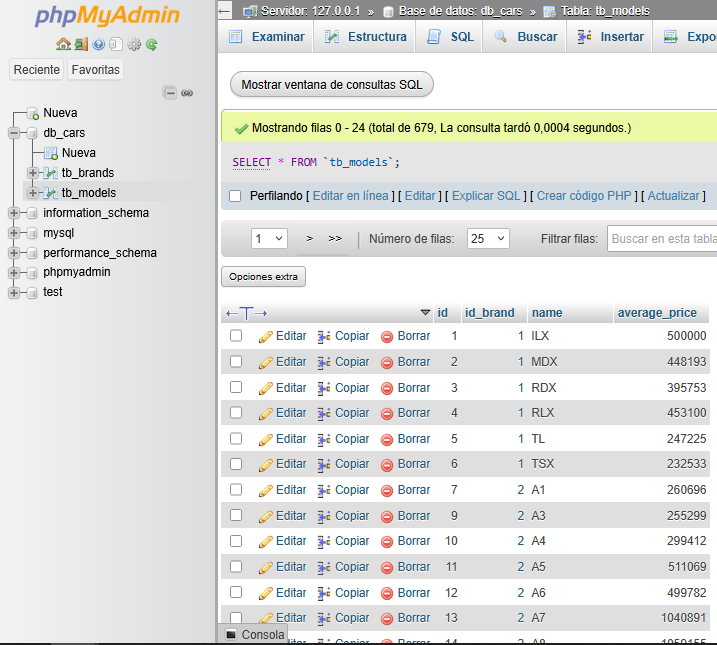 phpMyAdmin
Reciente Favoritas
Nueva
db_cars
Nueva
tb_brands
tb_models
information_schema
mysql
performance_schema
phpmyadmin
test
← Servidor: 127.0.0.1 » Base de datos: db_cars » Tabla: tb_models
Examinar Estructura SQL Buscar Insertar Expo
Mostrar ventana de consultas SQL
Mostrando filas 0 - 24 (total de 679, La consulta tardó 0,0004 segundos.)
SELECT * FROM `tb_models`;
Perfilando [ Editar en línea ] [ Editar ] [ Explicar SQL ] [ Crear código PHP ] [ Actualizar ]
1 > >> | Número de filas: 25 Filtrar filas: Buscar en esta tabla
Opciones extra
←T→ id id_brand name average_price
Editar Copiar Borrar 1 1 ILX 500000
Editar Copiar Borrar 2 1 MDX 448193
Editar Copiar Borrar 3 1 RDX 395753
Editar Copiar Borrar 4 1 RLX 453100
Editar Copiar Borrar 5 1 TL 247225
Editar Copiar Borrar 6 1 TSX 232533
Editar Copiar Borrar 7 2 A1 260696
Editar Copiar Borrar 9 2 A3 255299
Editar Copiar Borrar 10 2 A4 299412
Editar Copiar Borrar 11 2 A5 511069
Editar Copiar Borrar 12 2 A6 499782
Editar Copiar Borrar 13 2 A7 1040891
Consola